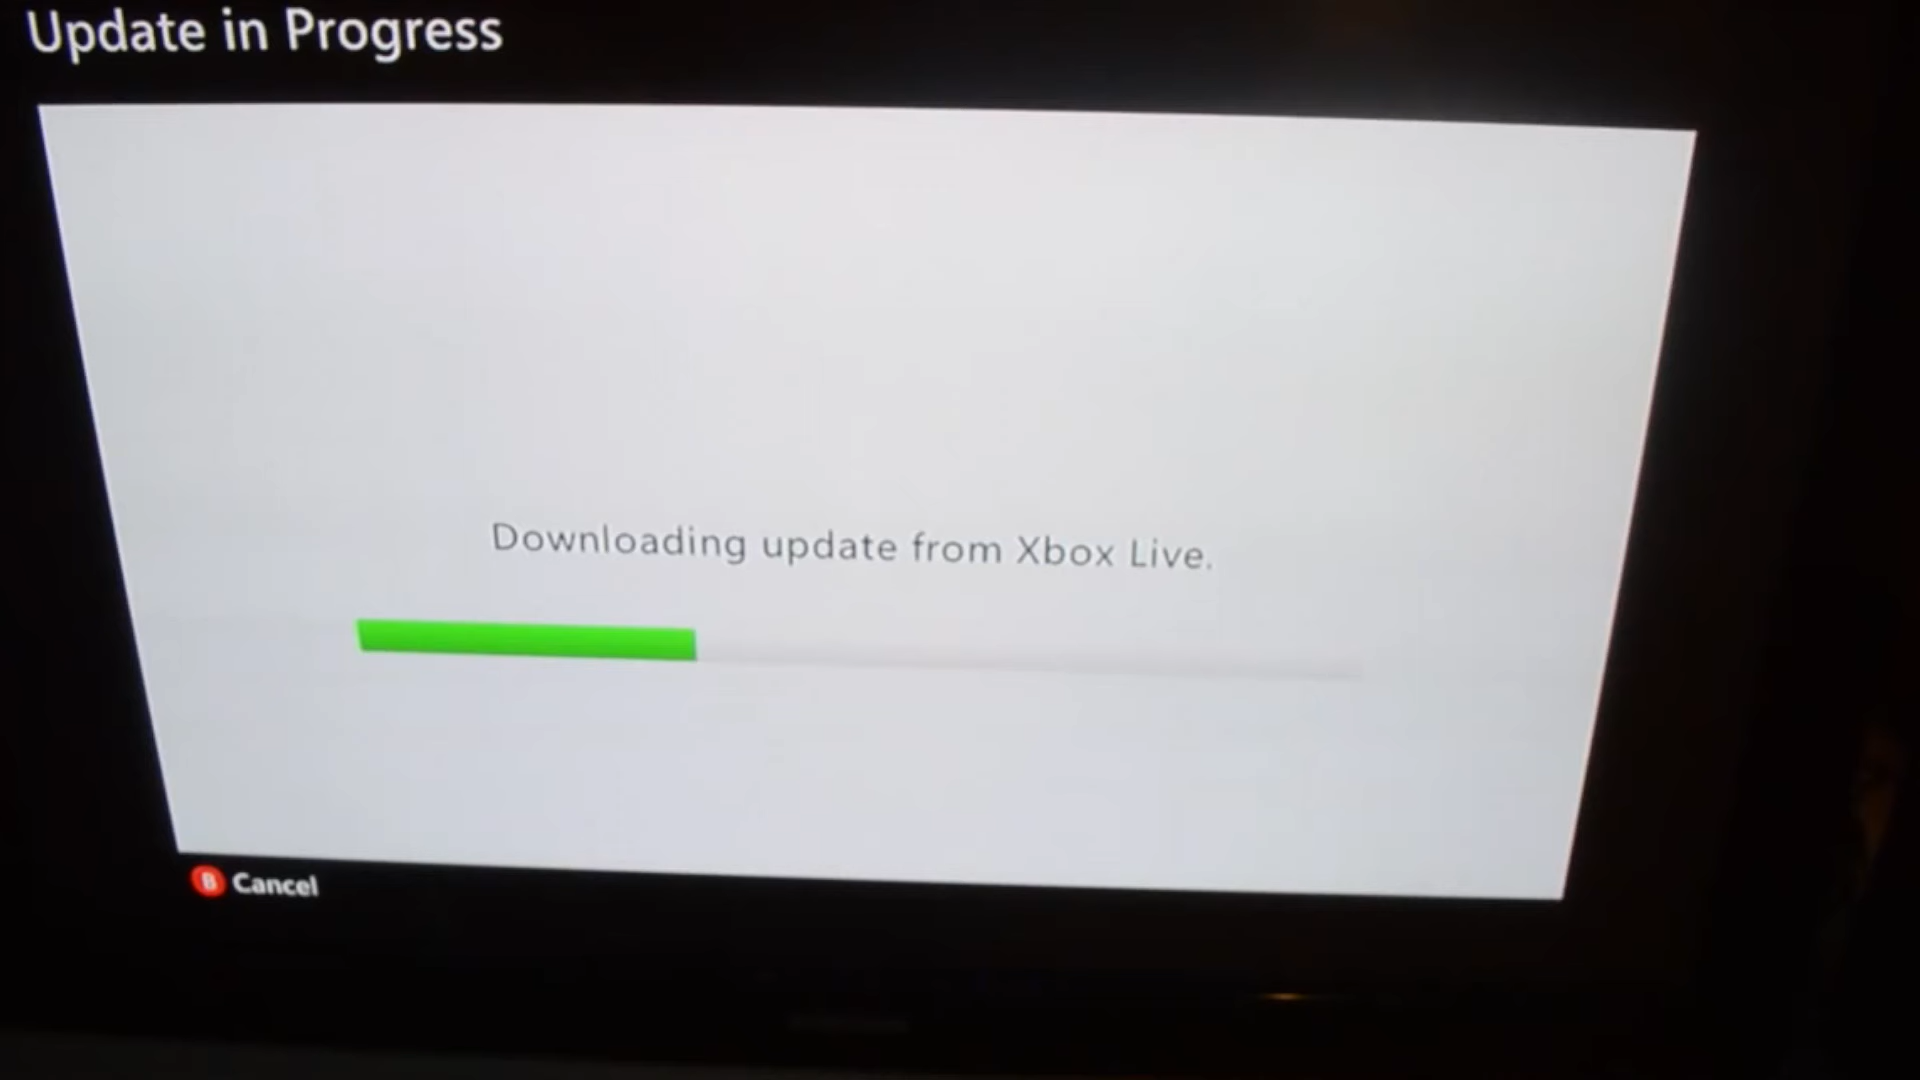 Update in Progress
Downloading update from Xbox Live.
B Cancel